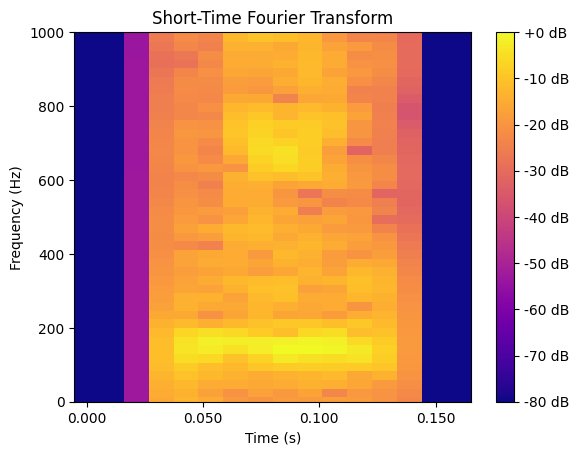 Short-Time Fourier Transform
1000
800
600
400
200
0
Frequency (Hz)
0.000
0.050
0.100
0.150
Time (s)
+0 dB
-10 dB
-20 dB
-30 dB
-40 dB
-50 dB
-60 dB
-70 dB
-80 dB